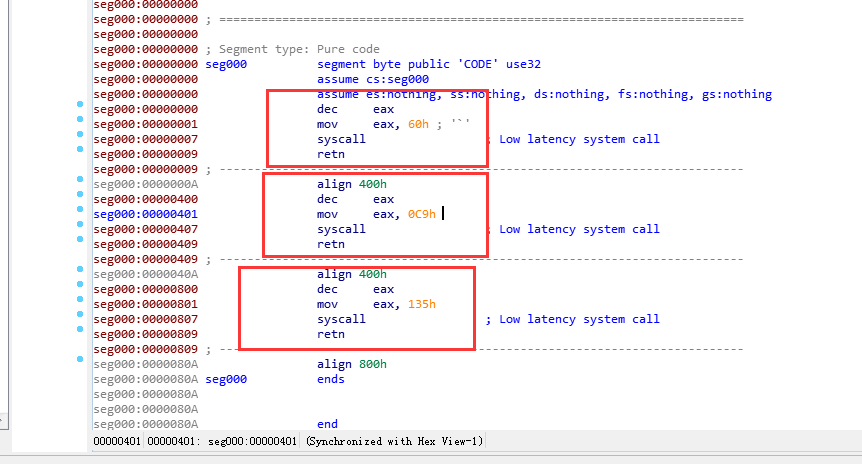 seg000:00000000
seg000:00000000 ; ===========================================================================
seg000:00000000
seg000:00000000 ; Segment type: Pure code
seg000:00000000 seg000 segment byte public 'CODE' use32
seg000:00000000 assume cs:seg000
seg000:00000000 assume es:nothing, ss:nothing, ds:nothing, fs:nothing, gs:nothing
seg000:00000000 dec eax
seg000:00000001 mov eax, 60h ; '`'
seg000:00000007 syscall ; Low latency system call
seg000:00000009 retn
seg000:00000009 ; ---------------------------------------------------------------------------
seg000:0000000A align 400h
seg000:00000400 dec eax
seg000:00000401 mov eax, 0C9h
seg000:00000407 syscall ; Low latency system call
seg000:00000409 retn
seg000:00000409 ; ---------------------------------------------------------------------------
seg000:0000040A align 400h
seg000:00000800 dec eax
seg000:00000801 mov eax, 135h
seg000:00000807 syscall ; Low latency system call
seg000:00000809 retn
seg000:00000809 ; ---------------------------------------------------------------------------
seg000:0000080A align 800h
seg000:0000080A seg000 ends
seg000:0000080A
seg000:0000080A
seg000:0000080A end
00000401 00000401: seg000:00000401 (Synchronized with Hex View-1)